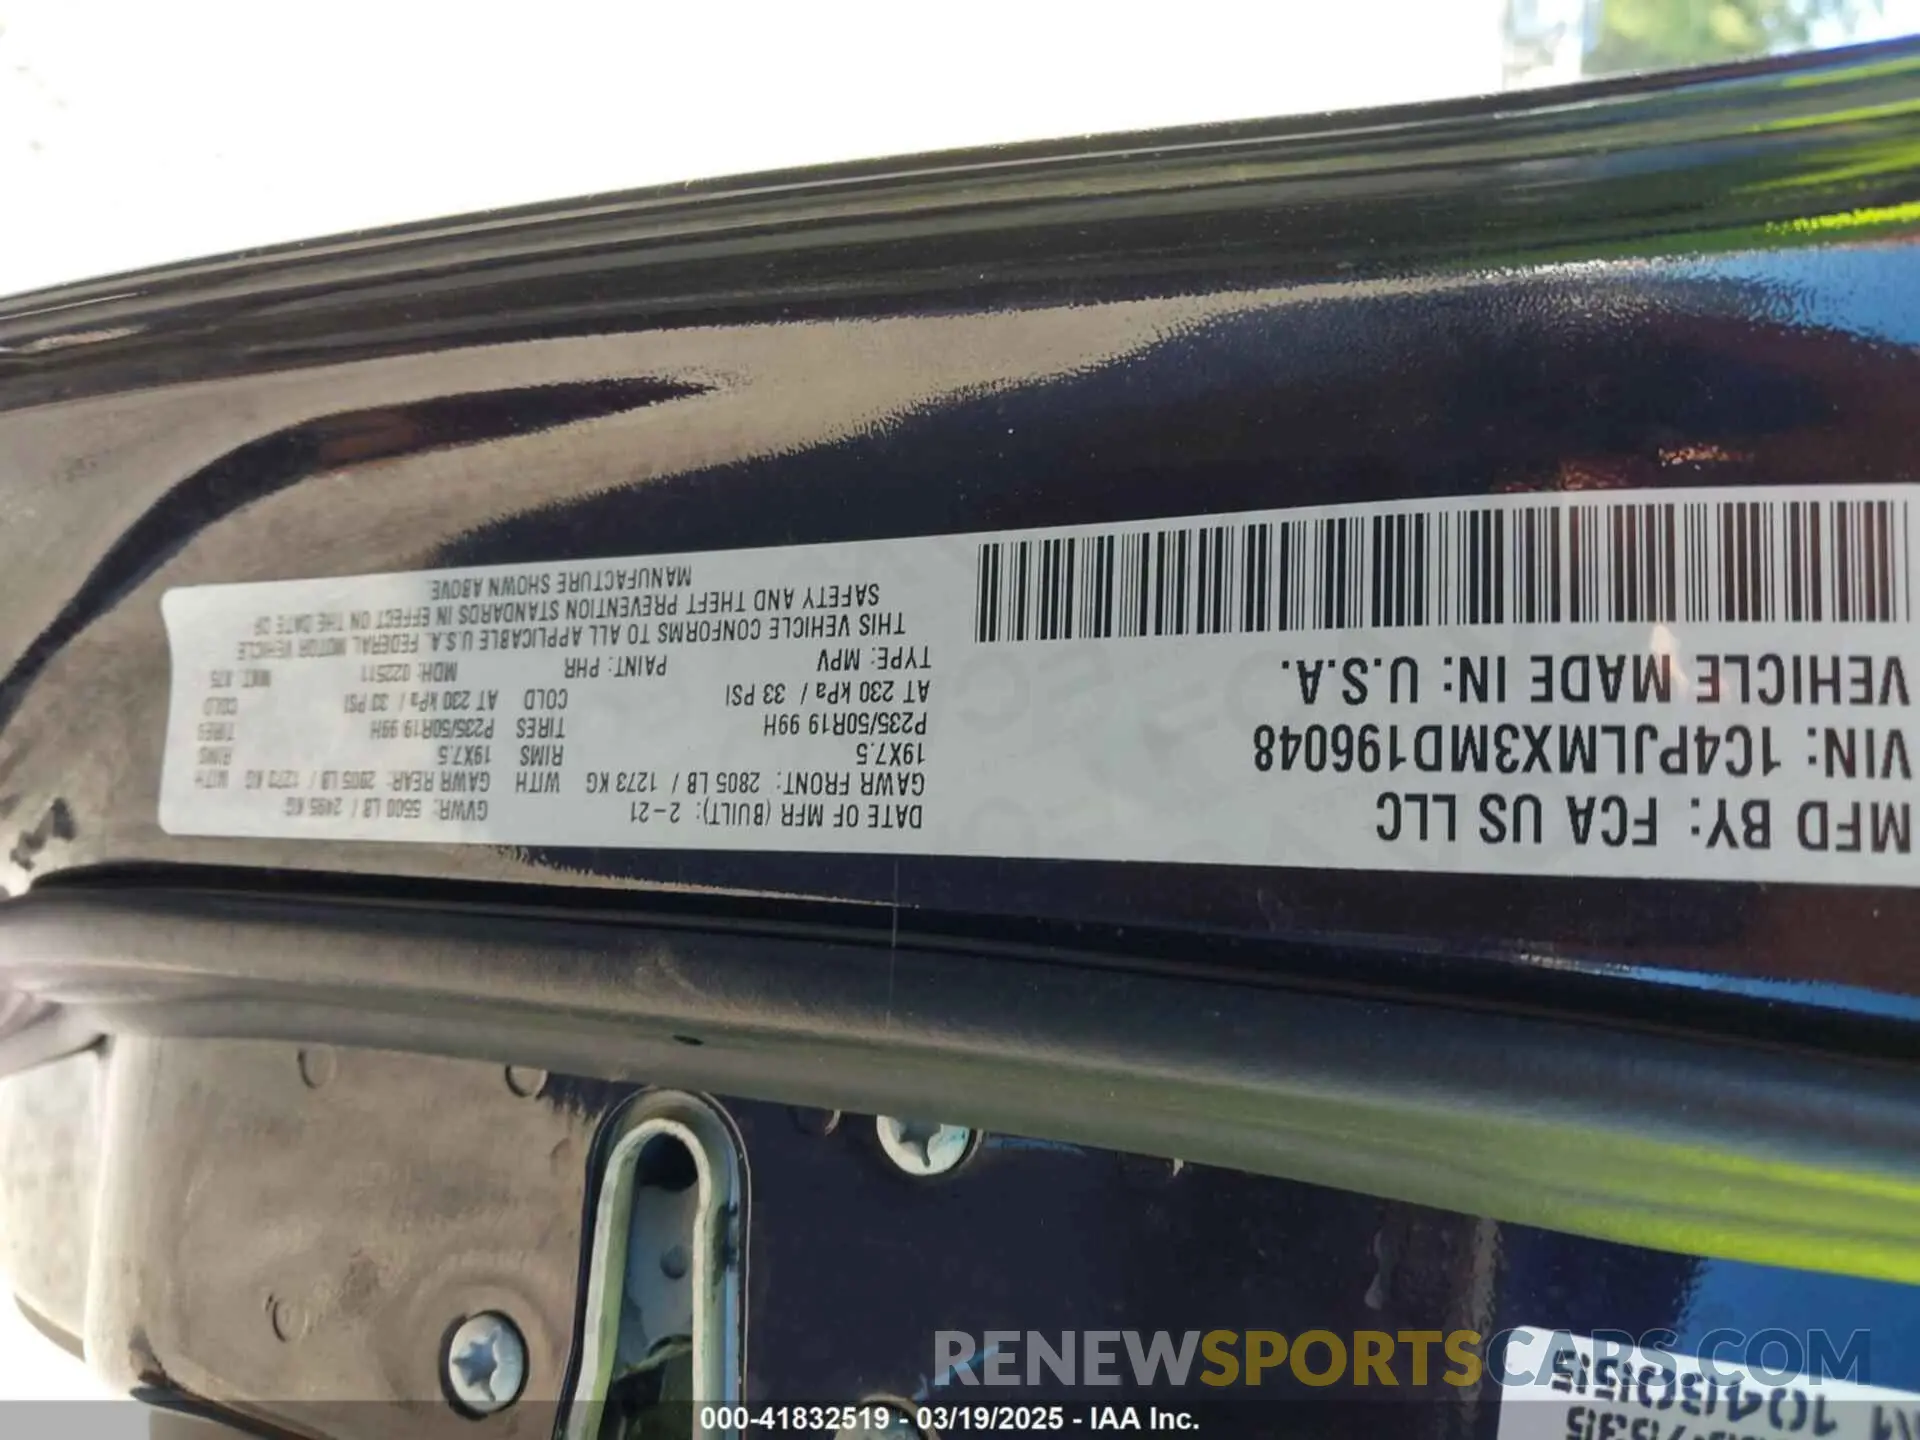 MFD BY: FCA US LLC
VIN: 1C4PJLMX3MD196048
VEHICLE MADE IN: U.S.A.
DATE OF MFR (BUILT): 2-21 GVWR: 5500 LB / 2495 KG
GAWR FRONT: 2805 LB / 1273 KG WITH GAWR REAR: 2805 LB / 1273 KG WITH
19X7.5 RIMS 19X7.5 RIMS
P235/50R19 99H TIRES P235/50R19 99H TIRES
AT 230 kPa / 33 PSI COLD AT 230 kPa / 33 PSI COLD
TYPE: MPV PAINT: PHR MDH: 022511
THIS VEHICLE CONFORMS TO ALL APPLICABLE U.S.A. FEDERAL MOTOR VEHICLE
SAFETY AND THEFT PREVENTION STANDARDS IN EFFECT ON THE DATE OF
MANUFACTURE SHOWN ABOVE.
RENEWSPORTSCARS.COM
000-41832519 - 03/19/2025 - IAA Inc.